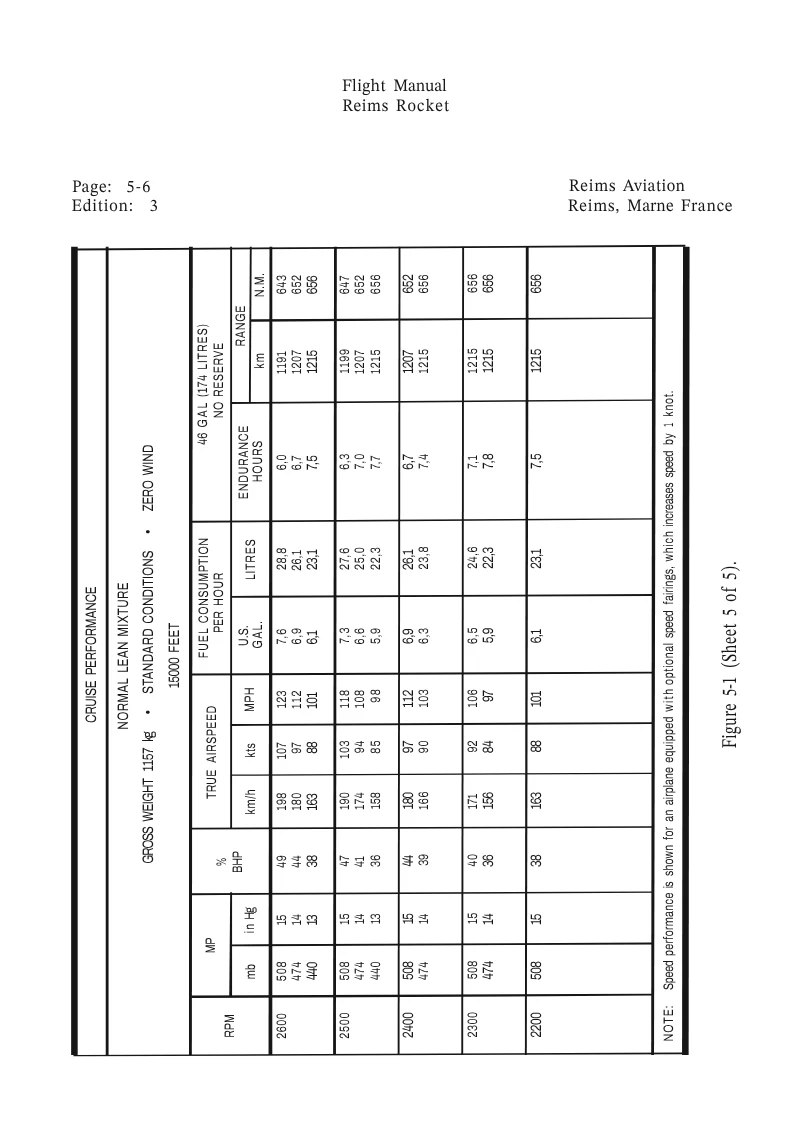 Flight Manual
Reims Rocket
Page: 5-6
Edition: 3
Reims Aviation
Reims, Marne France
CRUISE PERFORMANCE
NORMAL LEAN MIXTURE
GROSS WEIGHT 1157 kg • STANDARD CONDITIONS • ZERO WIND
15000 FEET
RPM MP % BHP TRUE AIRSPEED FUEL CONSUMPTION PER HOUR 46 GAL (174 LITRES) NO RESERVE
mb in Hg km/h kts MPH U.S. GAL. LITRES ENDURANCE HOURS RANGE
km N.M.
2600 508 15 49 198 107 123 7,6 28,8 6,0 1191 643
474 14 44 180 97 112 6,9 26,1 6,7 1207 652
440 13 38 163 88 101 6,1 23,1 7,5 1215 656
2500 508 15 47 190 103 118 7,3 27,6 6,3 1199 647
474 14 41 174 94 108 6,6 25,0 7,0 1207 652
440 13 36 158 85 98 5,9 22,3 7,7 1215 656
2400 508 15 44 180 97 112 6,9 26,1 6,7 1207 652
474 14 39 166 90 103 6,3 23,8 7,4 1215 656
2300 508 15 40 171 92 106 6,5 24,6 7,1 1215 656
474 14 36 156 84 97 5,9 22,3 7,8 1215 656
2200 508 15 38 163 88 101 6,1 23,1 7,5 1215 656
NOTE: Speed performance is shown for an airplane equipped with optional speed fairings, which increases speed by 1 knot.
Figure 5-1 (Sheet 5 of 5).